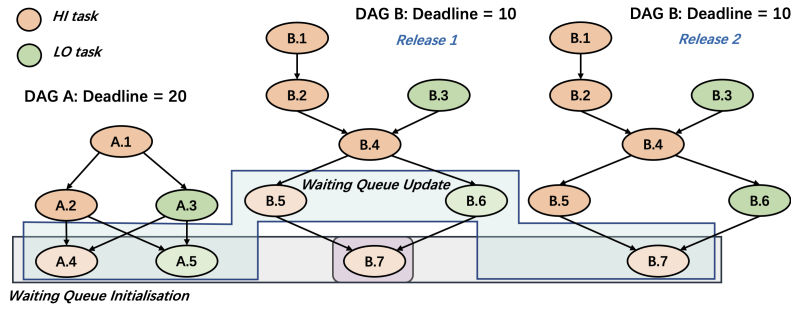 HI task
LO task
DAG A: Deadline = 20
A.1
A.2
A.3
A.4
A.5
DAG B: Deadline = 10
Release 1
B.1
B.2
B.3
B.4
Waiting Queue Update
B.5
B.6
B.7
DAG B: Deadline = 10
Release 2
B.1
B.2
B.3
B.4
B.5
B.6
B.7
Waiting Queue Initialisation